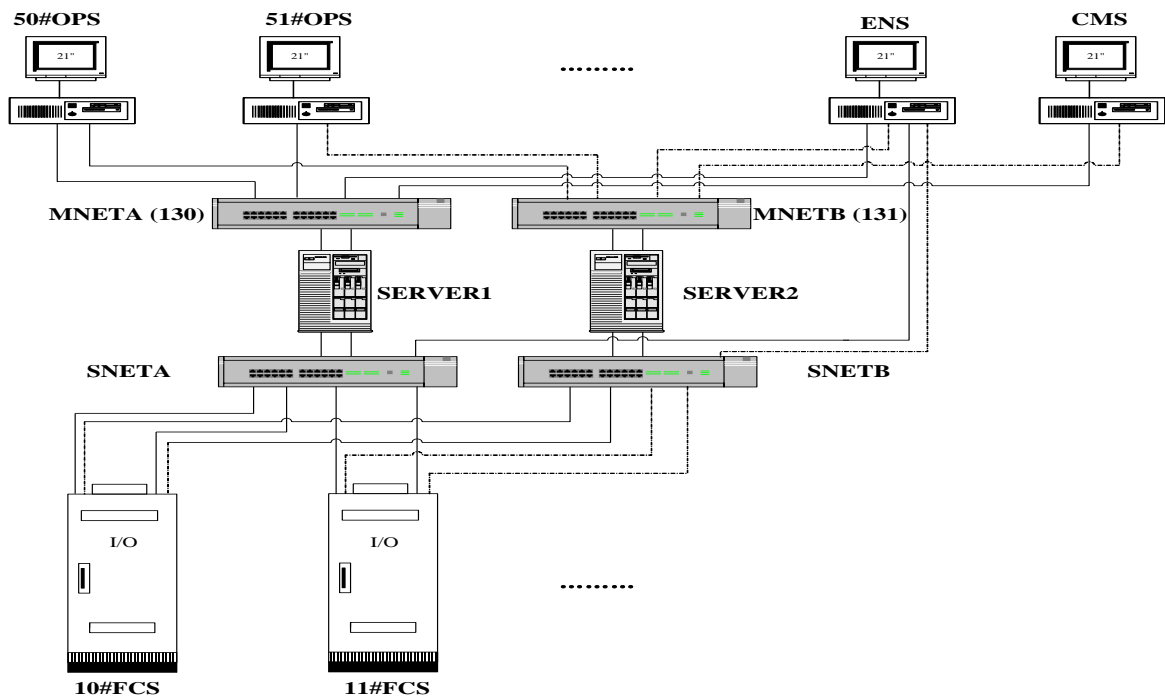 50#OPS
51#OPS
ENS
CMS
21"
21"
21"
21"
.........
MNETA (130)
MNETB (131)
SERVER1
SERVER2
SNETA
SNETB
I/O
I/O
.........
10#FCS
11#FCS